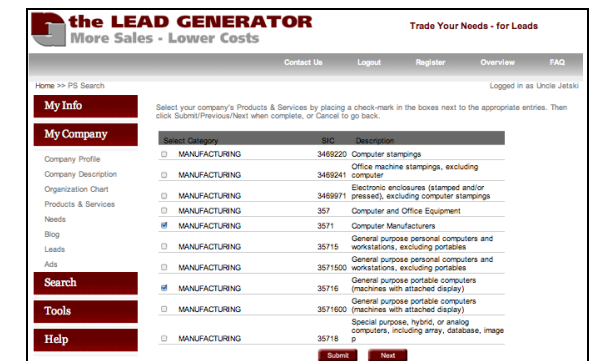 the LEAD GENERATOR
More Sales - Lower Costs
Trade Your Needs - for Leads
Contact Us Logout Register Overview FAQ
Home >> PS Search
Logged in as Uncle Jetski
My Info
My Company
Company Profile
Company Description
Organization Chart
Products & Services
Needs
Blog
Leads
Ads
Search
Tools
Help
Select your company's Products & Services by placing a check-mark in the boxes next to the appropriate entries. Then
click Submit/Previous/Next when complete, or Cancel to go back.
Select Category SIC Description
MANUFACTURING 3469220 Computer stampings
MANUFACTURING 3469241 Office machine stampings, excluding
computer
MANUFACTURING 3469971 Electronic enclosures (stamped and/or
pressed), excluding computer stampings
MANUFACTURING 357 Computer and Office Equipment
MANUFACTURING 3571 Computer Manufacturers
MANUFACTURING 35715 General purpose personal computers and
workstations, excluding portables
MANUFACTURING 3571500 General purpose personal computers and
workstations, excluding portables
MANUFACTURING 35716 General purpose portable computers
(machines with attached display)
MANUFACTURING 3571600 General purpose portable computers
(machines with attached display)
MANUFACTURING 35718 Special purpose, hybrid, or analog
computers, including array, database, image
p
Submit Next